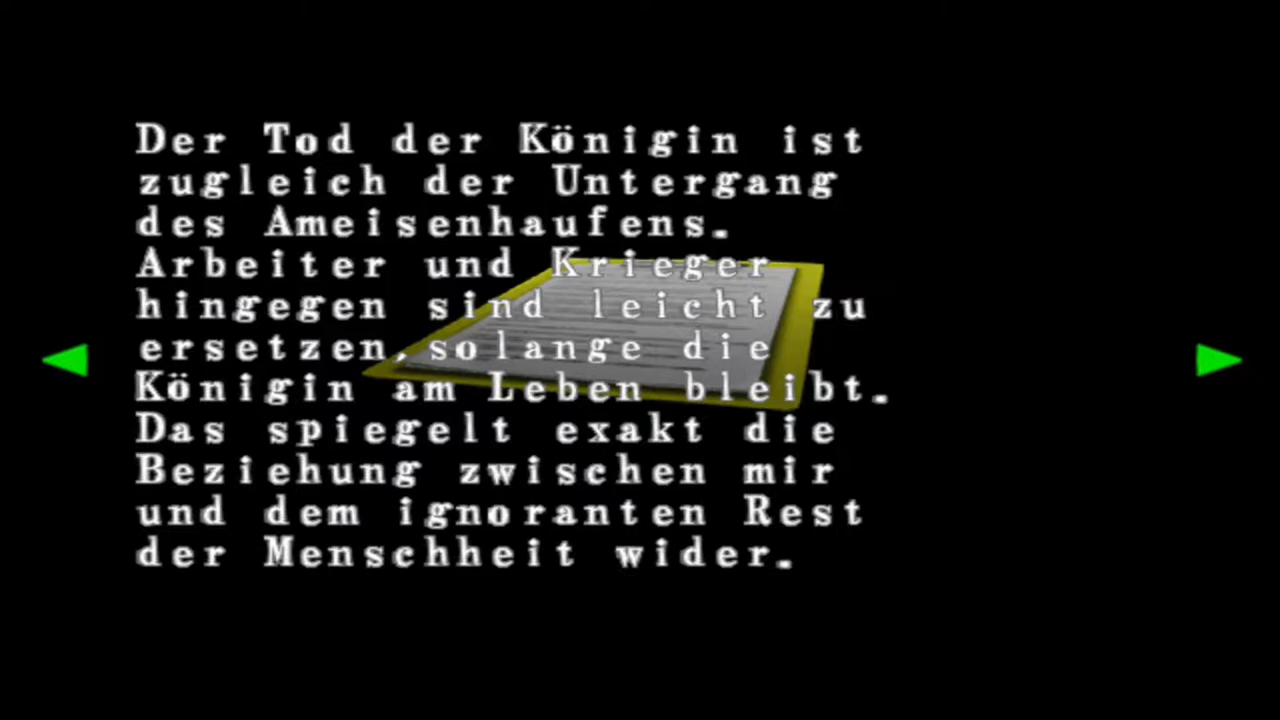 Der Tod der Königin ist
zugleich der Untergang
des Ameisenhaufens.
Arbeiter und Krieger
hingegen sind leicht zu
ersetzen,solange die
Königin am Leben bleibt.
Das spiegelt exakt die
Beziehung zwischen mir
und dem ignoranten Rest
der Menschheit wider.